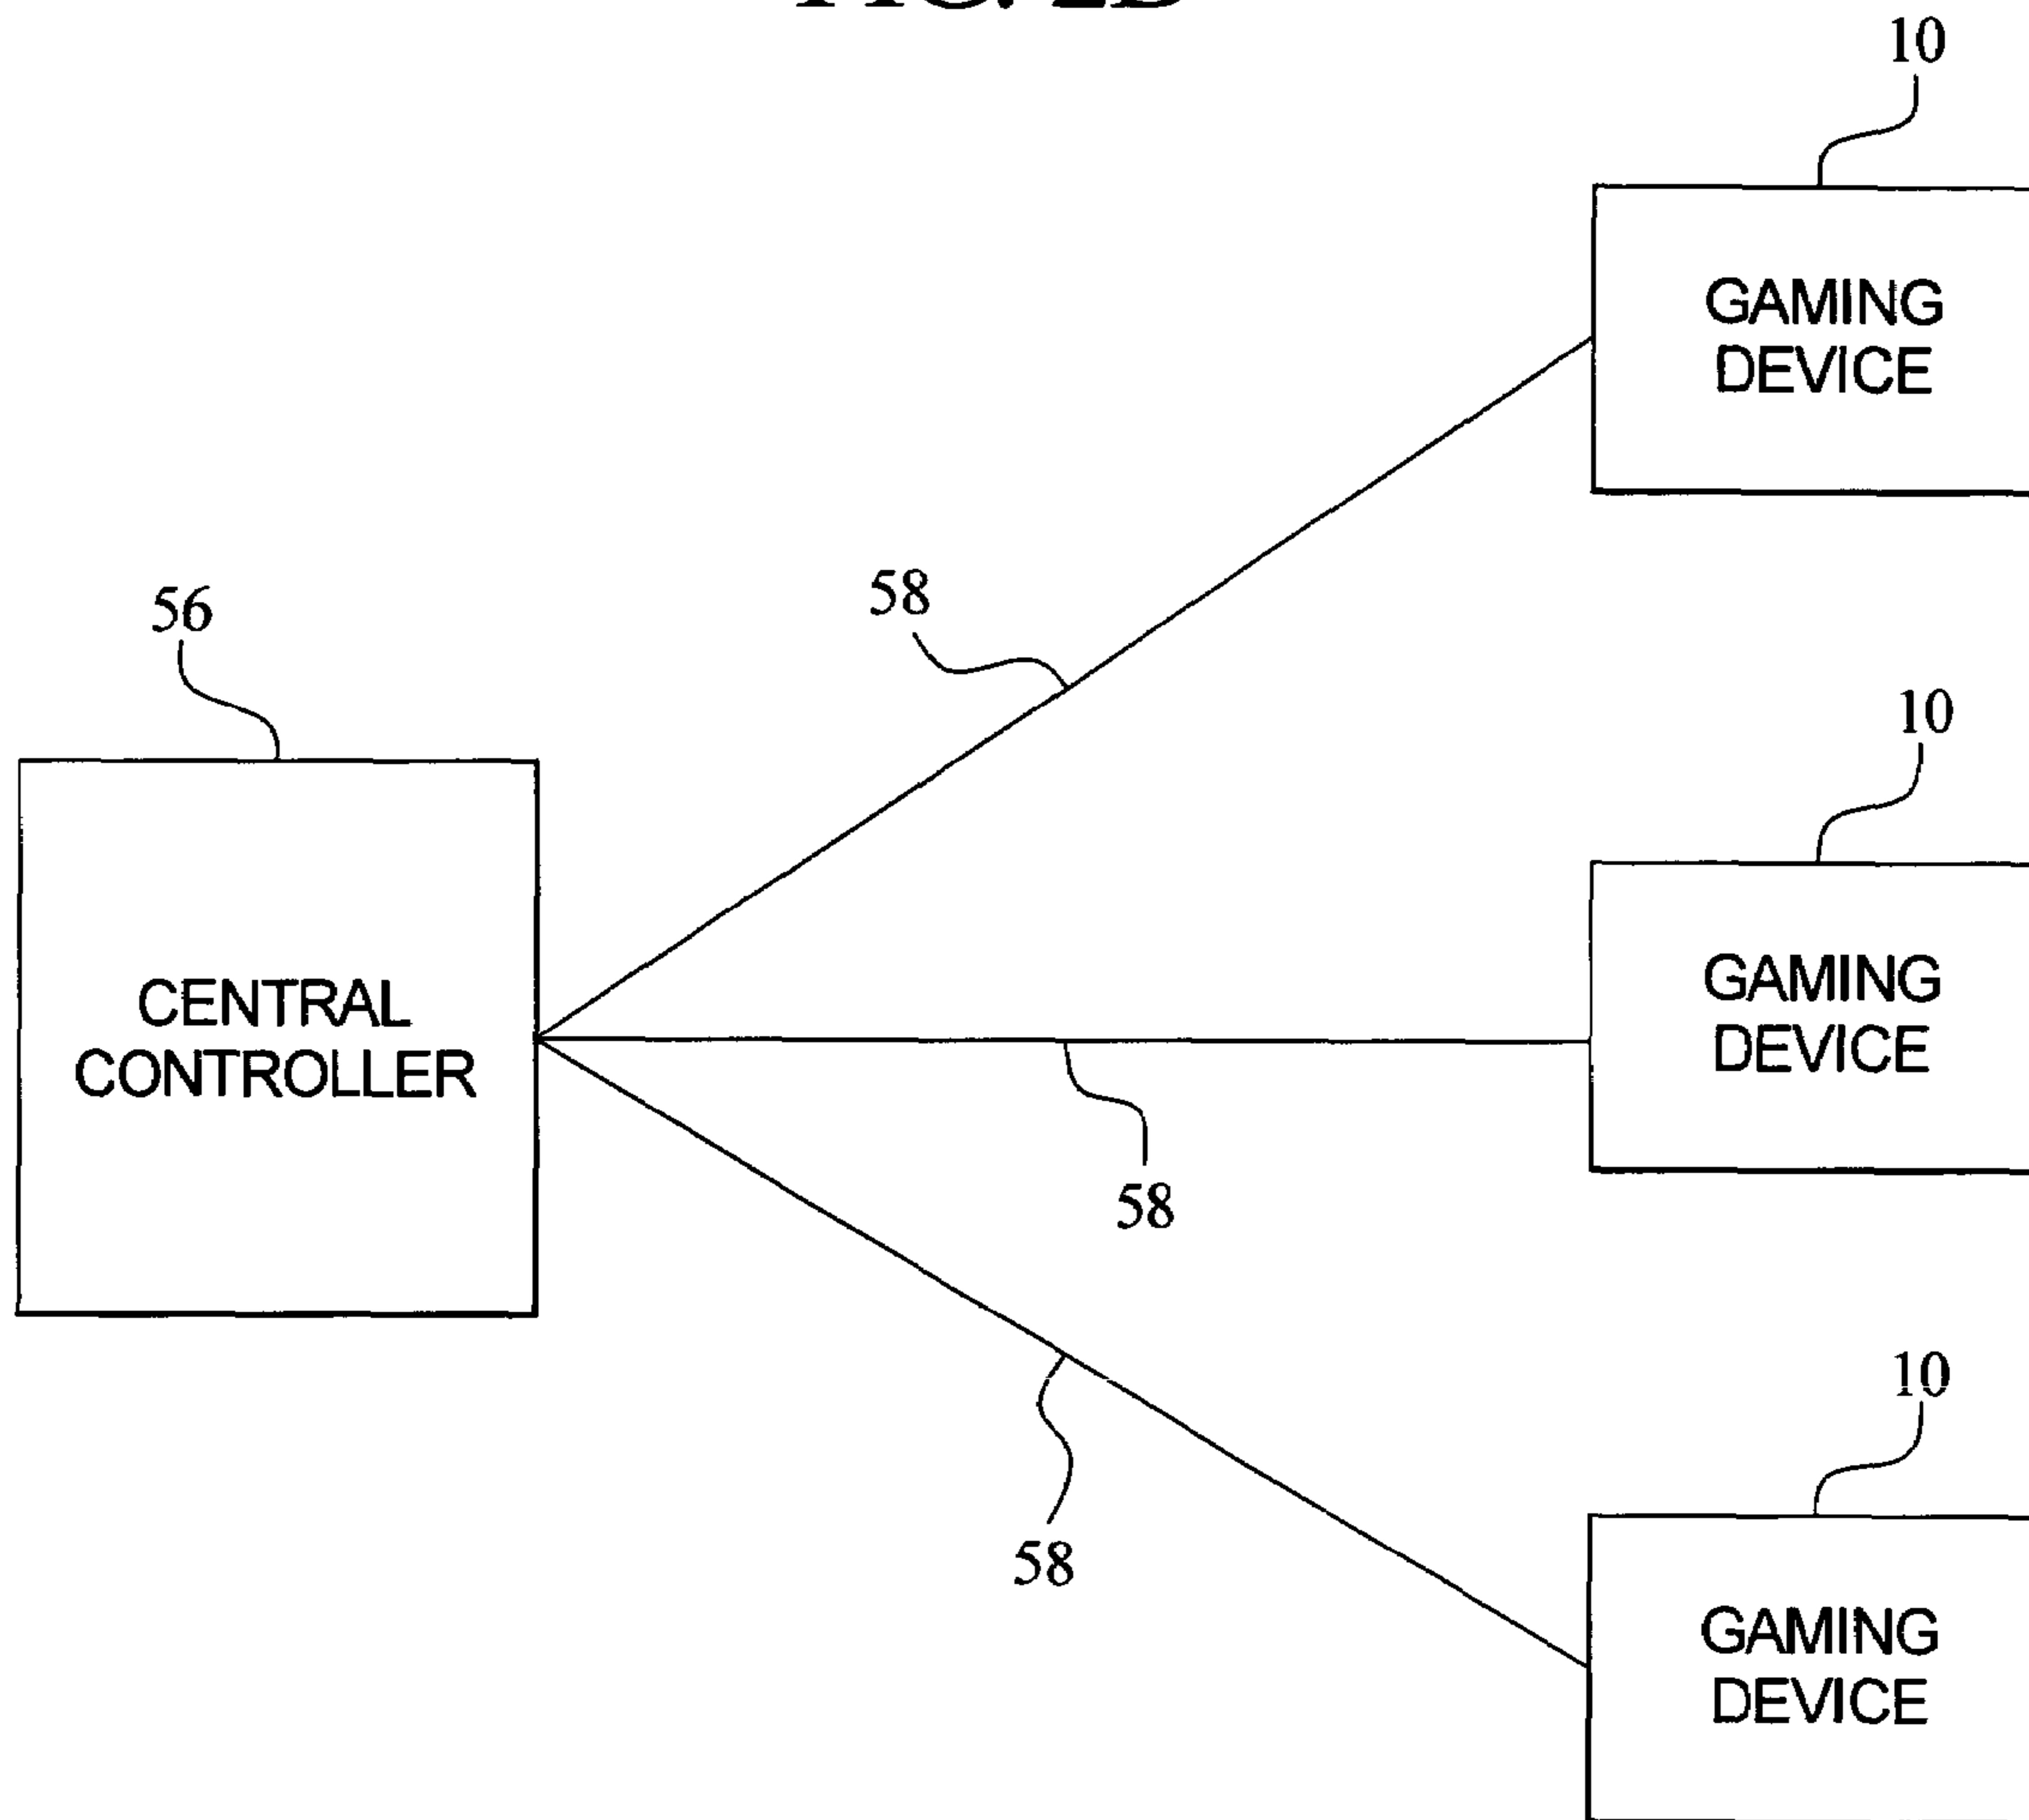 10
GAMING
DEVICE
58
56
10
CENTRAL
CONTROLLER
GAMING
DEVICE
58
10
58
GAMING
DEVICE